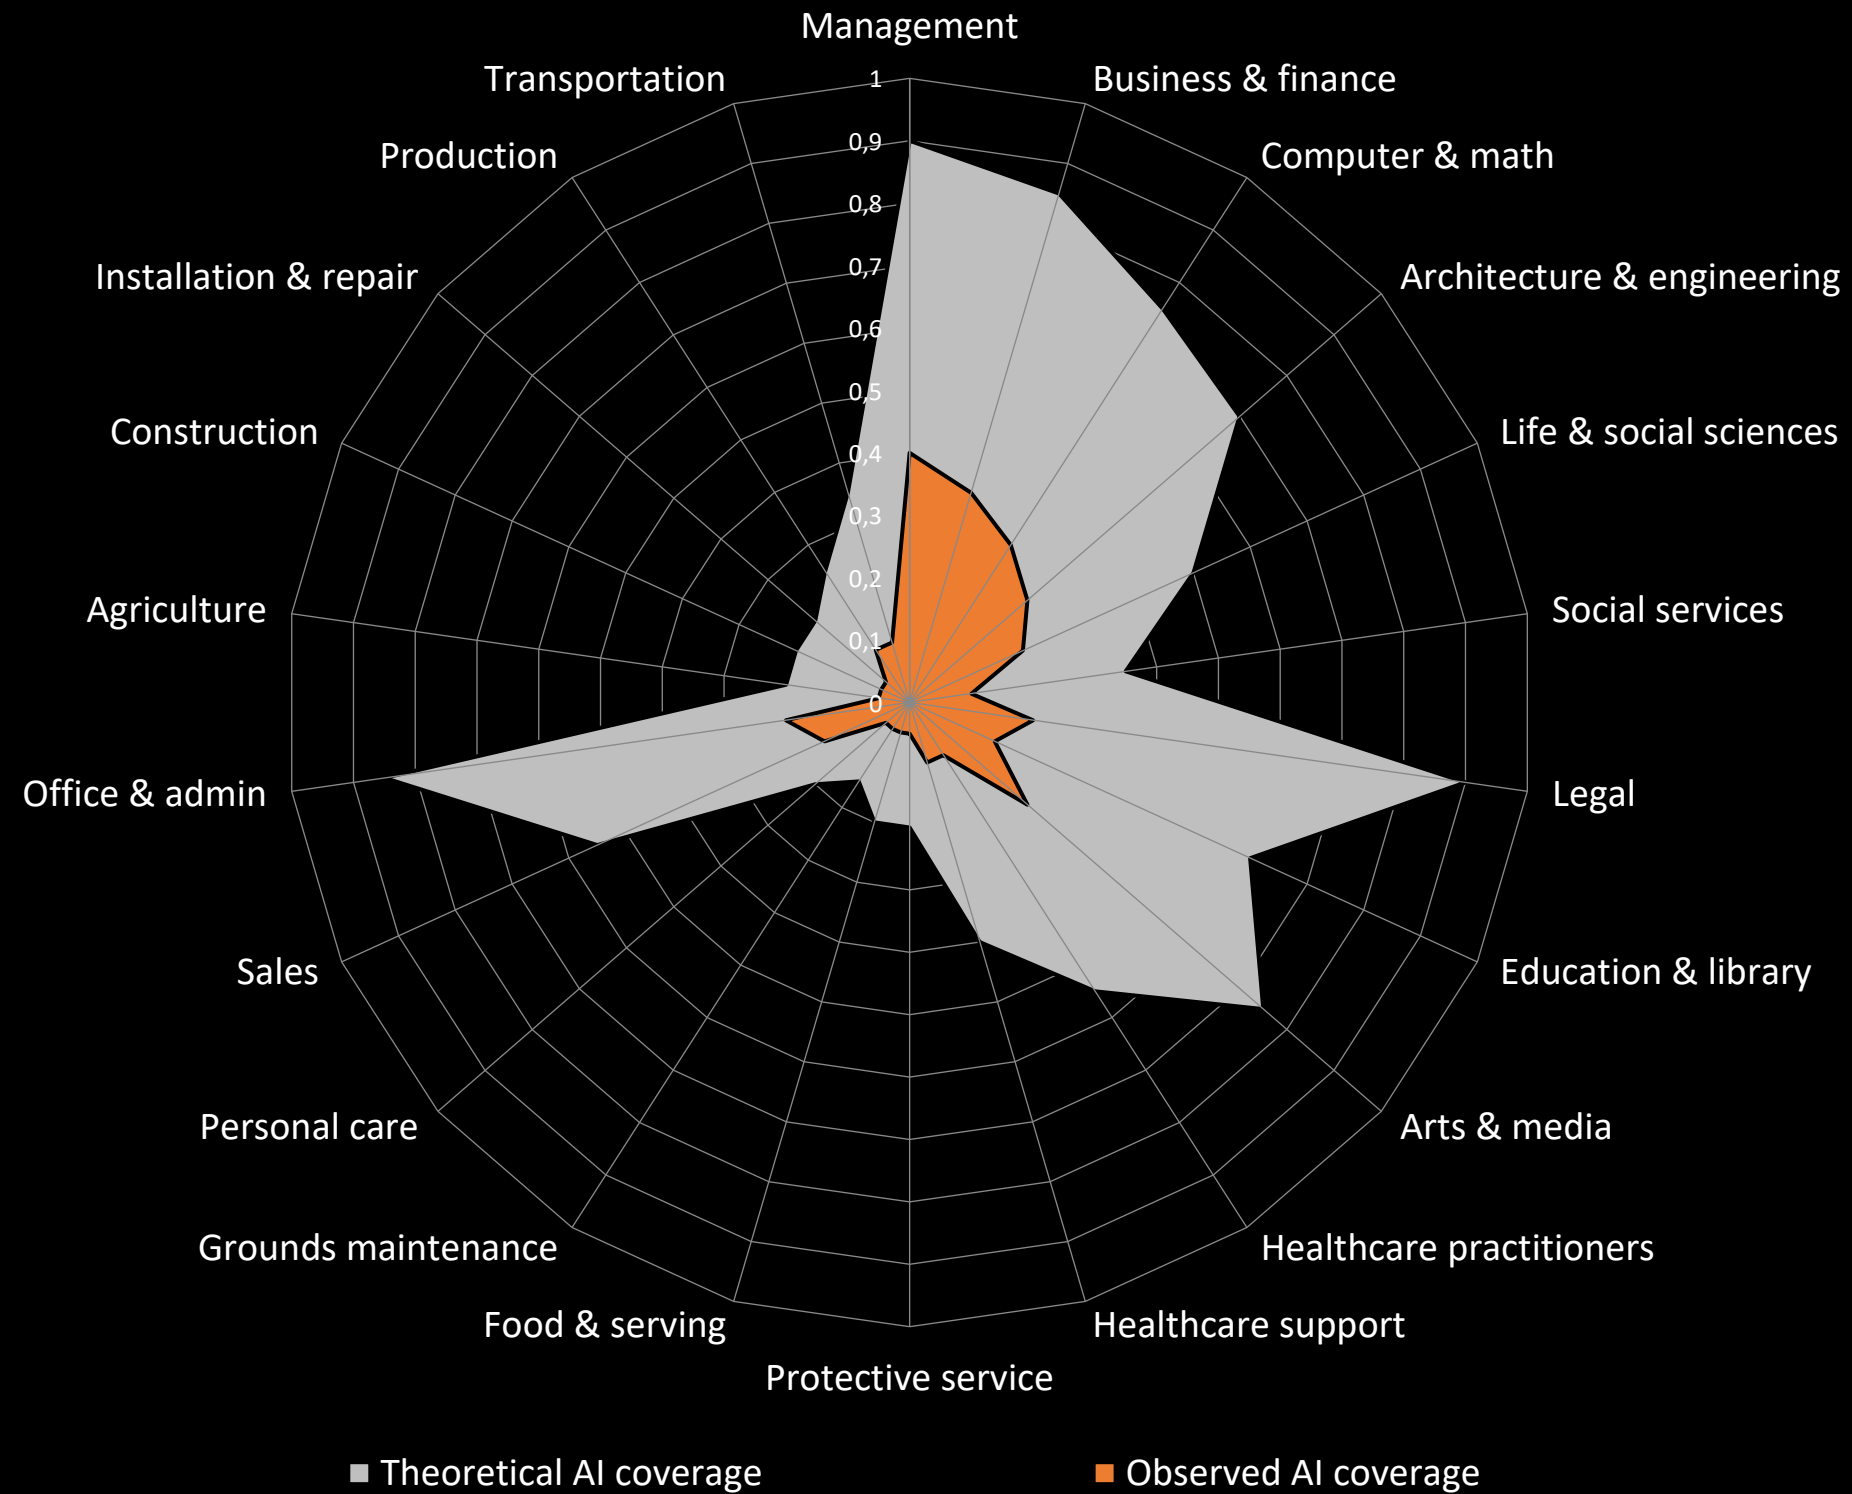 Management
Transportation
Business & finance
1
Production
0,9
Computer & math
0,8
Installation & repair
0,7
Architecture & engineering
0,6
Construction
0,5
Life & social sciences
0,4
0,3
Agriculture
0,2
Social services
0,1
0
Office & admin
Legal
Sales
Education & library
Personal care
Arts & media
Grounds maintenance
Healthcare practitioners
Food & serving
Healthcare support
Protective service
Theoretical AI coverage
Observed AI coverage